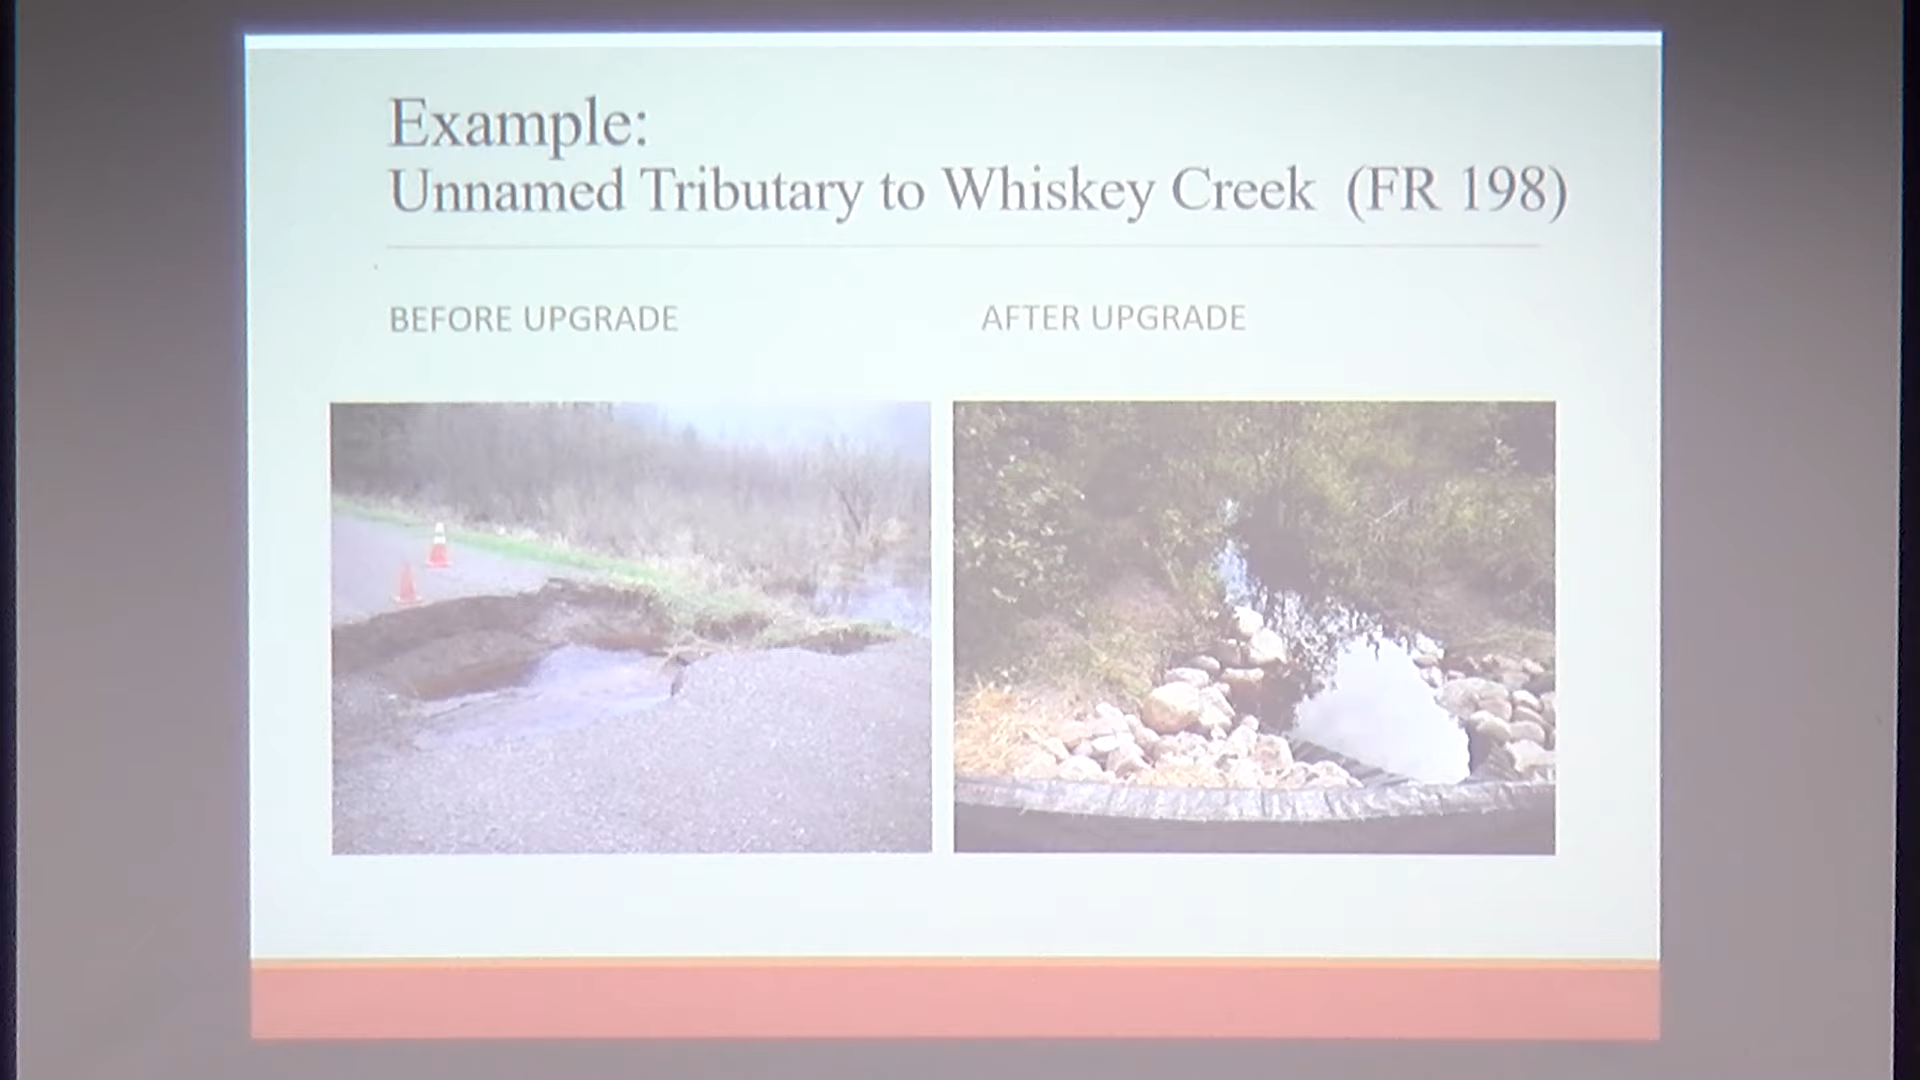 Example:
Unnamed Tributary to Whiskey Creek (FR 198)
BEFORE UPGRADE
AFTER UPGRADE